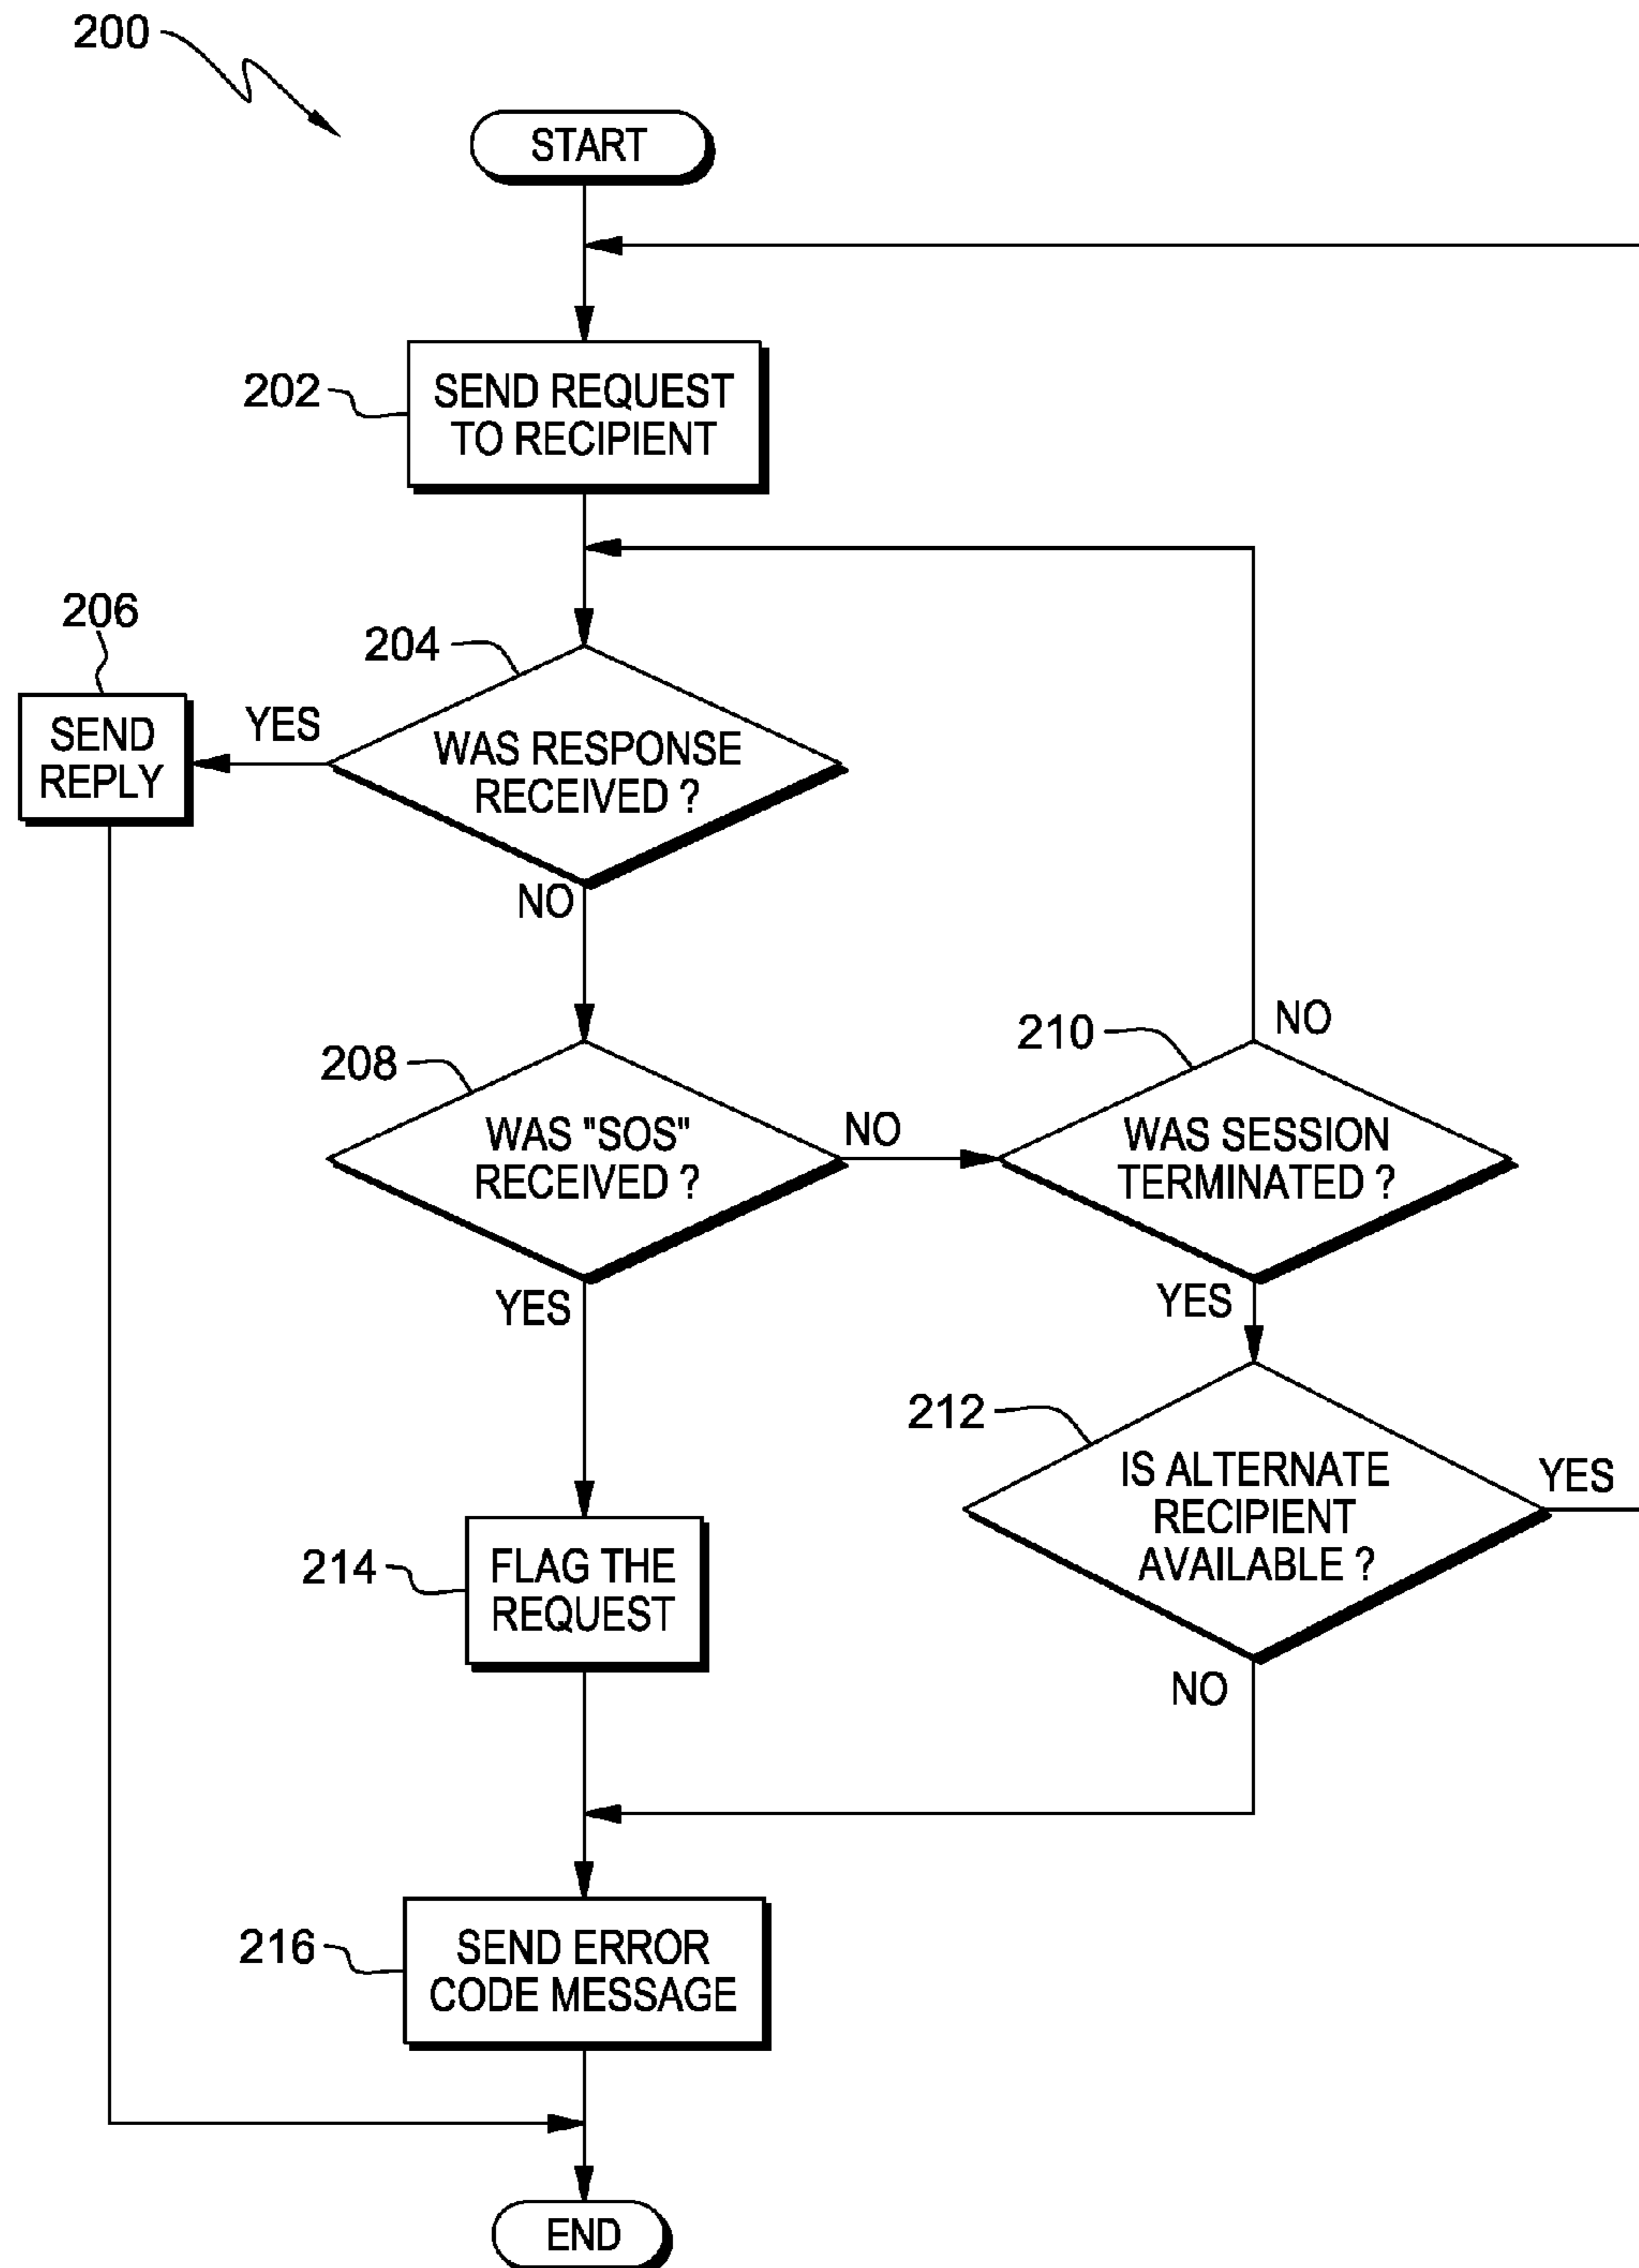 200
START
202
SEND REQUEST
TO RECIPIENT
206
204
SEND
REPLY
YES
WAS RESPONSE
RECEIVED ?
NO
208
WAS "SOS"
RECEIVED ?
NO
210
NO
WAS SESSION
TERMINATED ?
YES
YES
212
IS ALTERNATE
RECIPIENT
AVAILABLE ?
YES
214
FLAG THE
REQUEST
NO
216
SEND ERROR
CODE MESSAGE
END